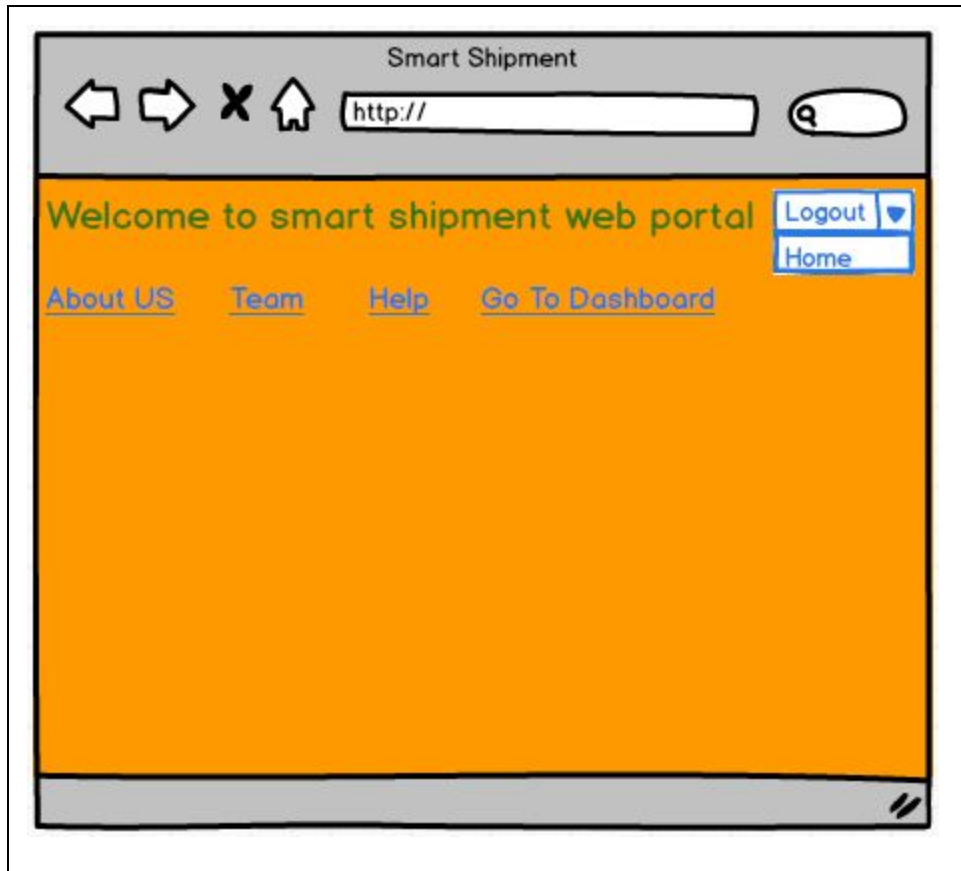 Smart Shipment
http://
Welcome to smart shipment web portal
Logout
Home
About US Team Help Go To Dashboard